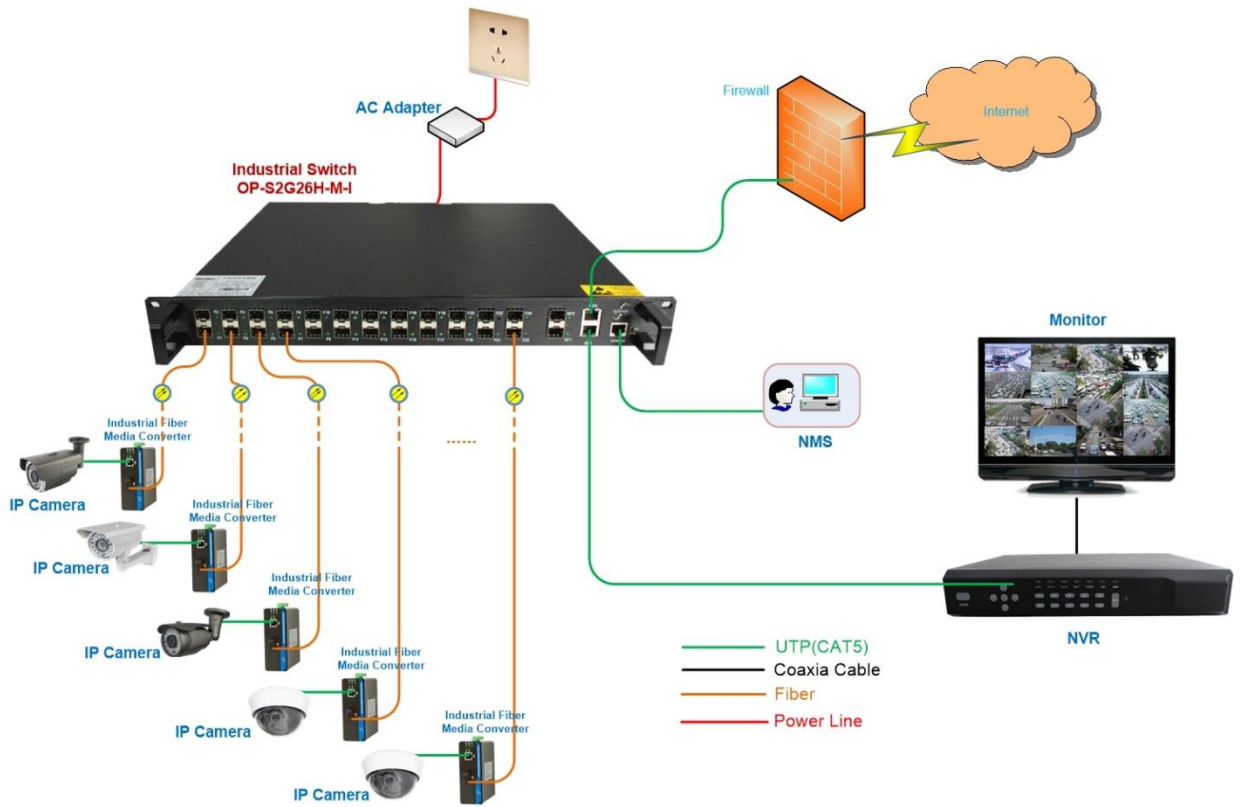 AC Adapter
Firewall
Internet
Industrial Switch
OP-S2G26H-M-I
Monitor
NMS
Industrial Fiber
Media Converter
IP Camera
Industrial Fiber
Media Converter
IP Camera
Industrial Fiber
Media Converter
IP Camera
Industrial Fiber
Media Converter
IP Camera
Industrial Fiber
Media Converter
IP Camera
NVR
UTP(CAT5)
Coaxia Cable
Fiber
Power Line